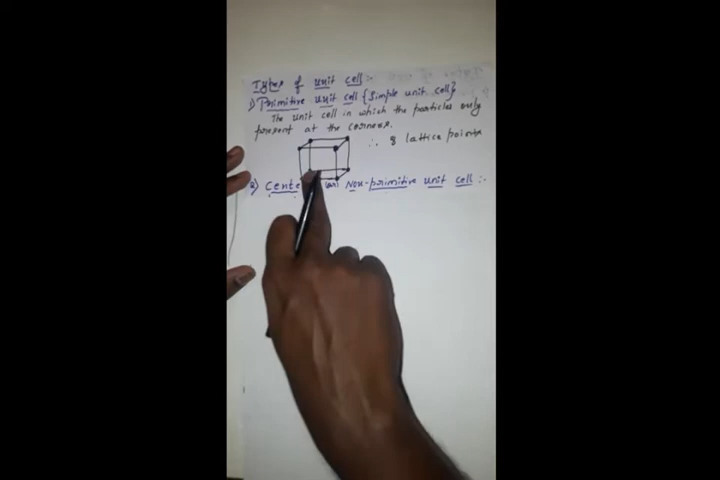 Types of unit cell :-
1) Primitive unit cell {Simple unit cell}
The unit cell in which the particles only
present at the corners.
∴ 8 lattice points
2) Cente (or) Non-primitive unit cell :-